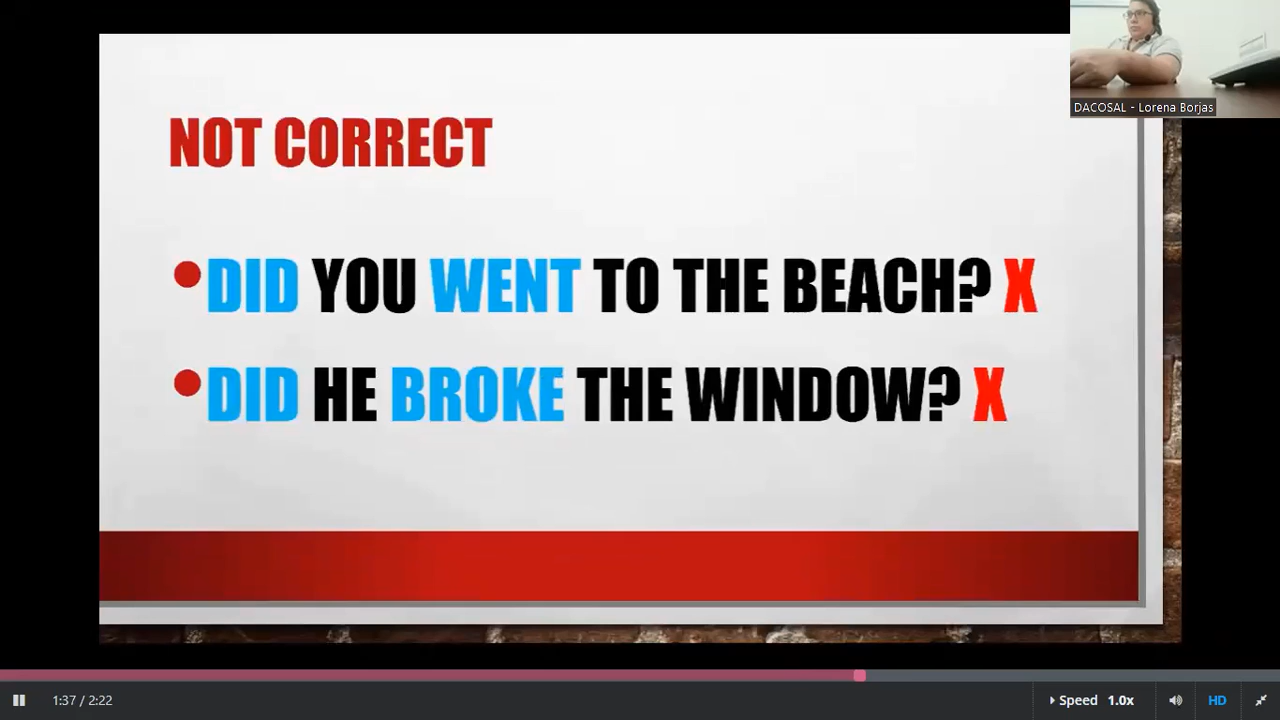 DACOSAL - Lorena Borjas
NOT CORRECT
•DID YOU WENT TO THE BEACH? X
•DID HE BROKE THE WINDOW? X
1:37 / 2:22
Speed 1.0x
HD